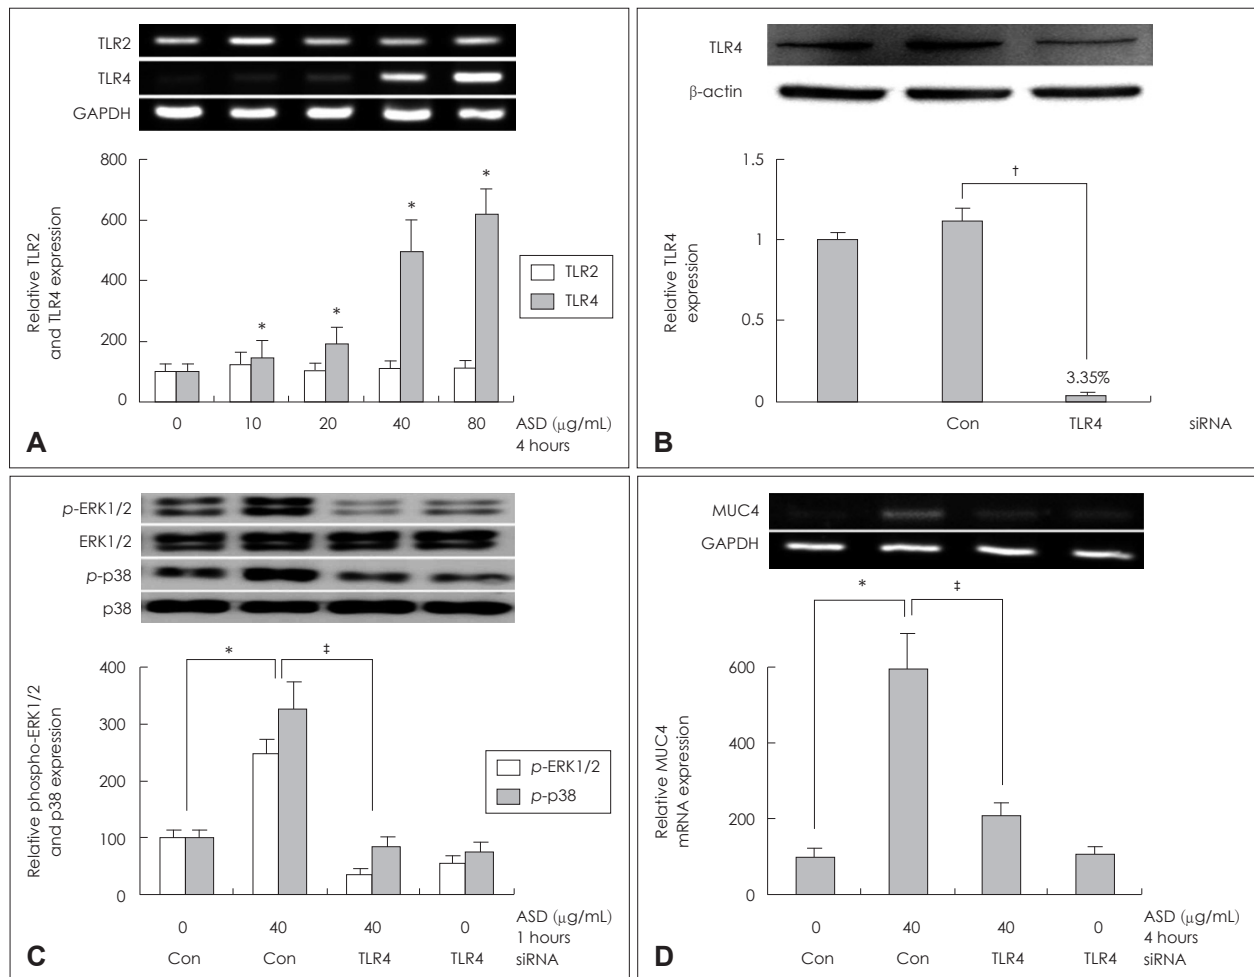 TLR2
TLR4
GAPDH
800
600
400
200
0
Relative TLR2
and TLR4 expression
*
*
*
*
TLR2
TLR4
0 10 20 40 80 ASD (μg/mL)
4 hours
A
TLR4
β-actin
1.5
1
0.5
0
Relative TLR4
expression
†
3.35%
Con TLR4 siRNA
B
p-ERK1/2
ERK1/2
p-p38
p38
400
300
200
100
0
Relative phospho-ERK1/2
and p38 expression
* ‡
p-ERK1/2
p-p38
0 40 40 0 ASD (μg/mL)
1 hours
Con Con TLR4 TLR4 siRNA
C
MUC4
GAPDH
600
400
200
0
Relative MUC4
mRNA expression
* ‡
0 40 40 0 ASD (μg/mL)
4 hours
Con Con TLR4 TLR4 siRNA
D